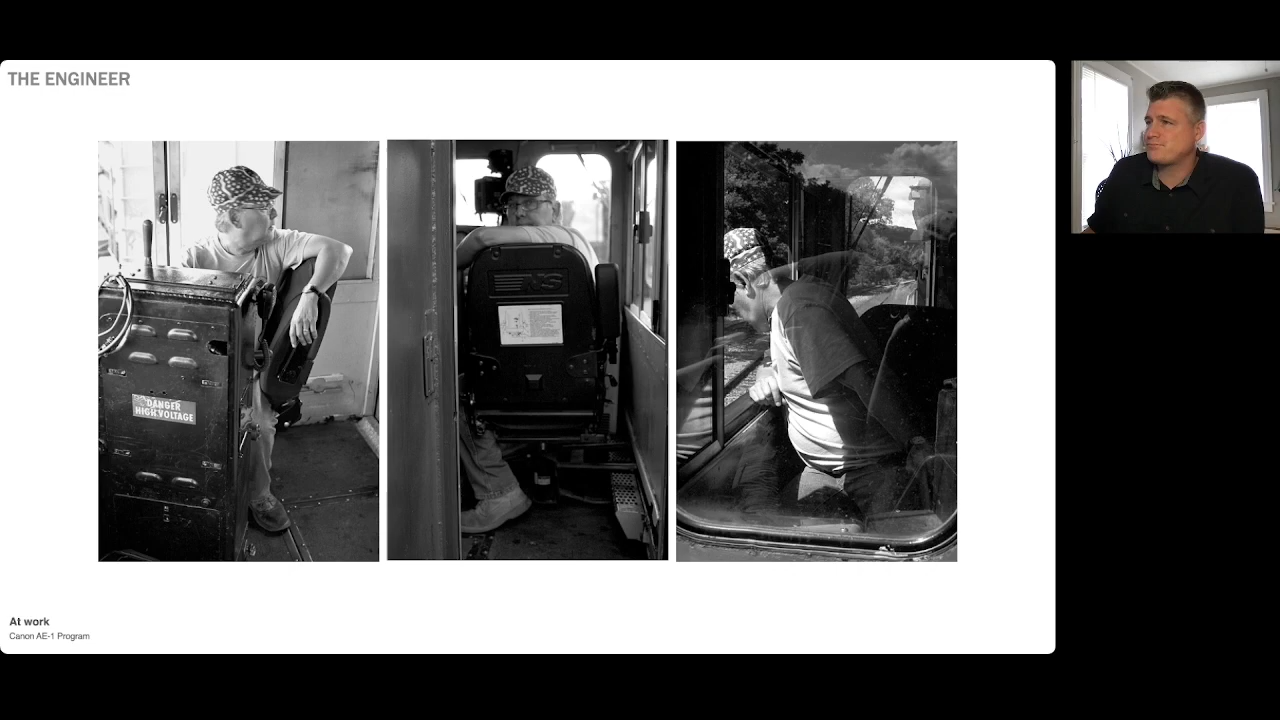 THE ENGINEER
NS
DANGER
HIGH VOLTAGE
At work
Canon AE-1 Program